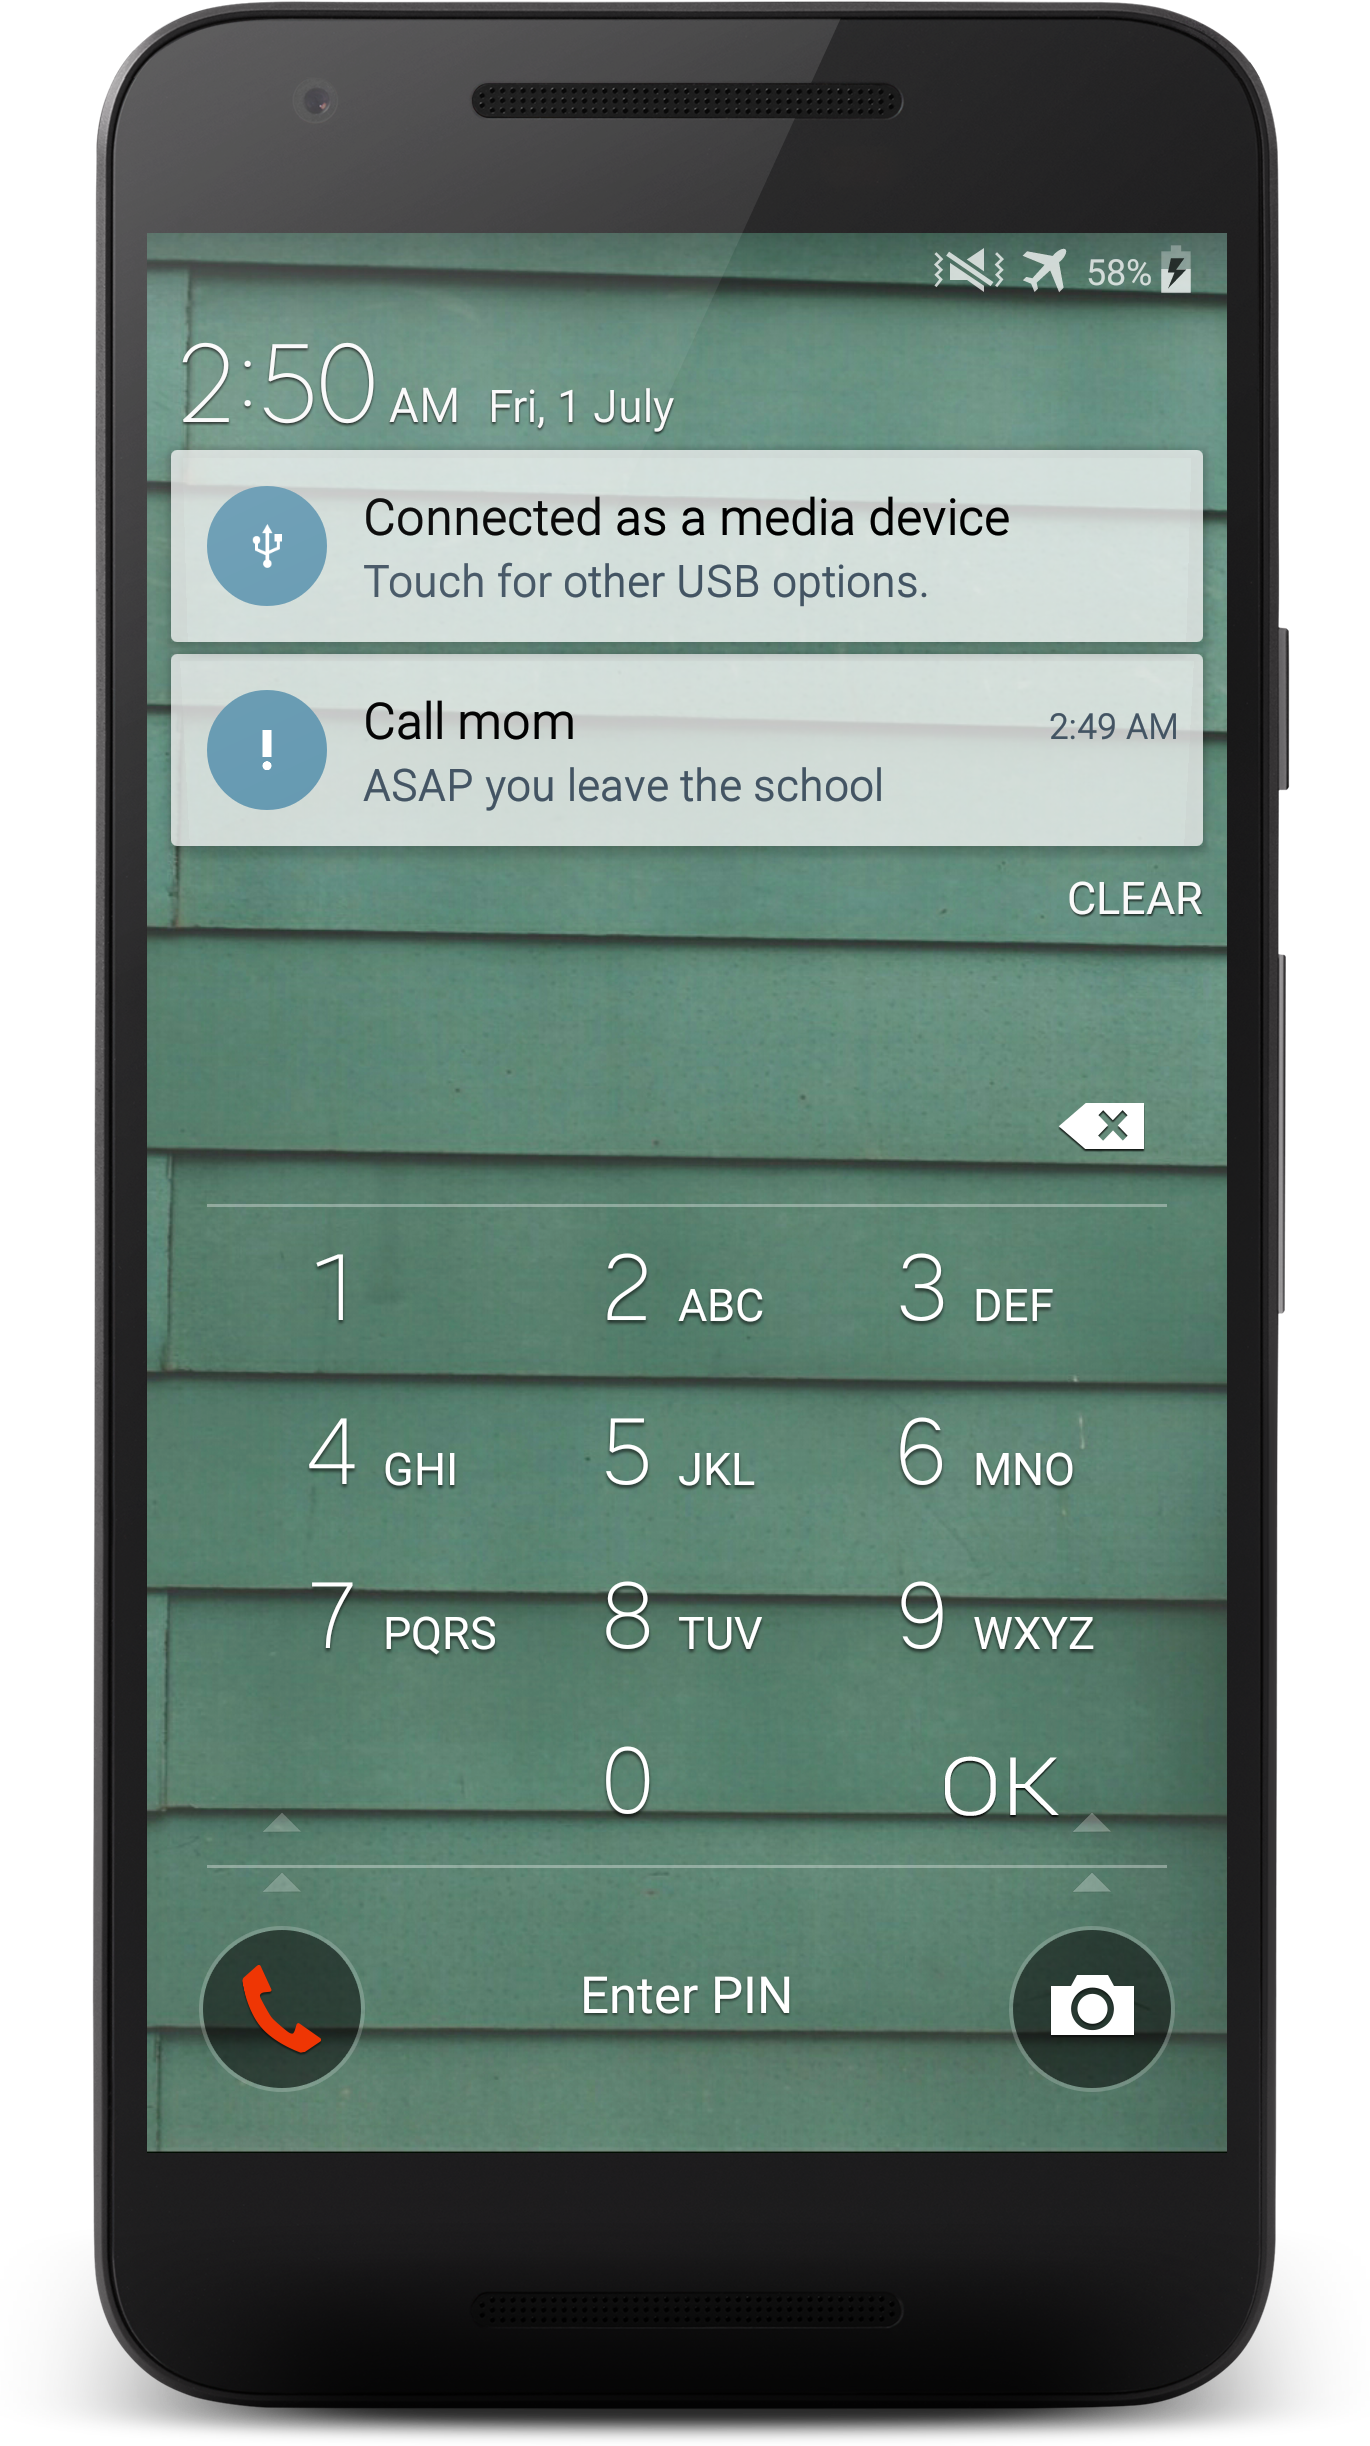 58%
2:50 AM Fri, 1 July
Connected as a media device
Touch for other USB options.
Call mom 2:49 AM
ASAP you leave the school
CLEAR
1 2 ABC 3 DEF
4 GHI 5 JKL 6 MNO
7 PQRS 8 TUV 9 WXYZ
0 OK
Enter PIN